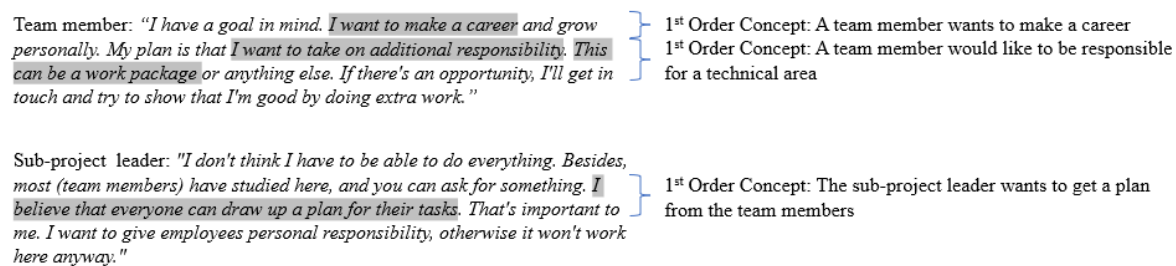 Team member: “I have a goal in mind. I want to make a career and grow
personally. My plan is that I want to take on additional responsibility. This
can be a work package or anything else. If there's an opportunity, I'll get in
touch and try to show that I'm good by doing extra work.”
1st Order Concept: A team member wants to make a career
1st Order Concept: A team member would like to be responsible
for a technical area
Sub-project leader: "I don't think I have to be able to do everything. Besides,
most (team members) have studied here, and you can ask for something. I
believe that everyone can draw up a plan for their tasks. That's important to
me. I want to give employees personal responsibility, otherwise it won't work
here anyway."
1st Order Concept: The sub-project leader wants to get a plan
from the team members